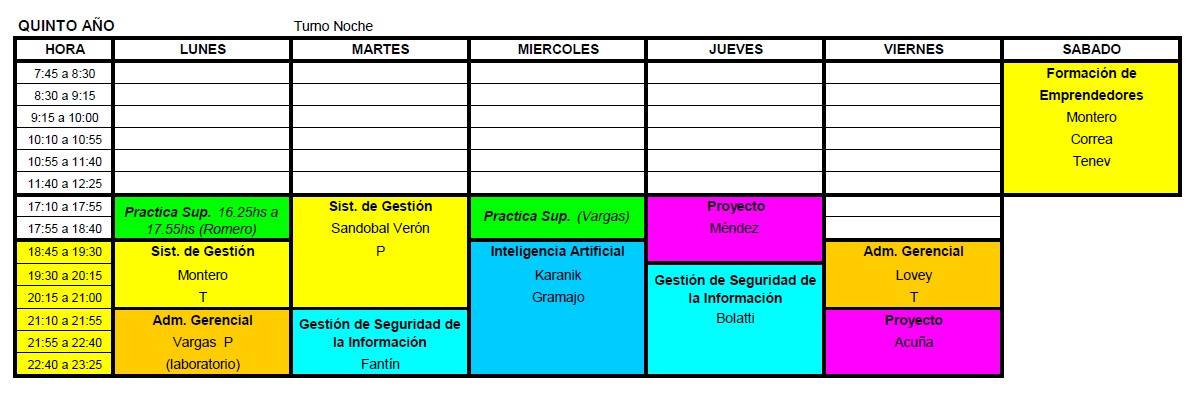 QUINTO AÑO Turno Noche
HORA LUNES MARTES MIERCOLES JUEVES VIERNES SABADO
7:45 a 8:30 Formación de
8:30 a 9:15 Emprendedores
9:15 a 10:00 Montero
10:10 a 10:55 Correa
10:55 a 11:40 Tenev
11:40 a 12:25
17:10 a 17:55 Practica Sup. 16.25hs a Sist. de Gestión Practica Sup. (Vargas) Proyecto
17:55 a 18:40 17.55hs (Romero) Sandobal Verón Méndez
18:45 a 19:30 Sist. de Gestión P Inteligencia Artificial Adm. Gerencial
19:30 a 20:15 Montero Karanik Gestión de Seguridad de Lovey
20:15 a 21:00 T Gramajo la Información T
21:10 a 21:55 Adm. Gerencial Gestión de Seguridad de Bolatti Proyecto
21:55 a 22:40 Vargas P la Información Acuña
22:40 a 23:25 (laboratorio) Fantín